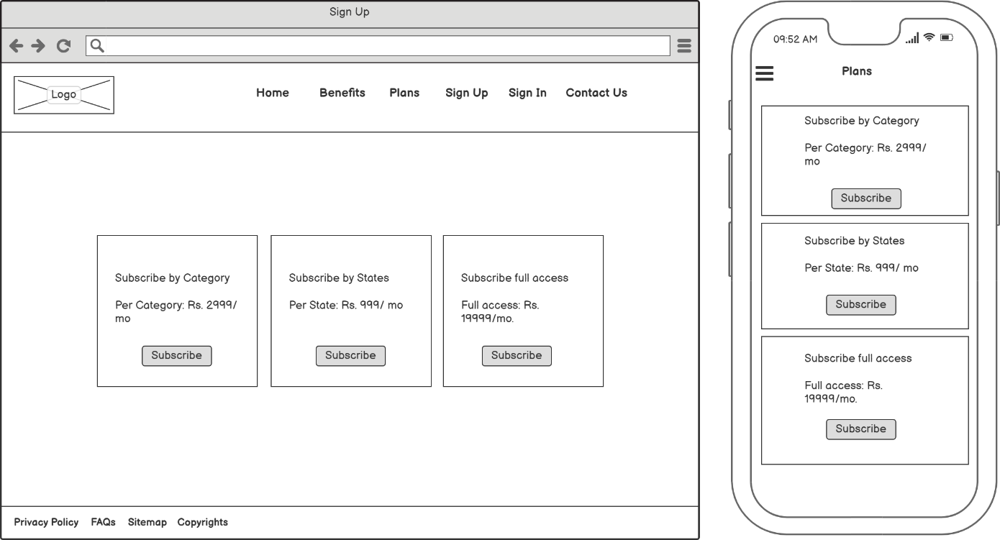 Sign Up
Logo
Home Benefits Plans Sign Up Sign In Contact Us
Subscribe by Category
Per Category: Rs. 2999/
mo
Subscribe
Subscribe by States
Per State: Rs. 999/ mo
Subscribe
Subscribe full access
Full access: Rs.
19999/mo.
Subscribe
Privacy Policy FAQs Sitemap Copyrights
09:52 AM
Plans
Subscribe by Category
Per Category: Rs. 2999/
mo
Subscribe
Subscribe by States
Per State: Rs. 999/ mo
Subscribe
Subscribe full access
Full access: Rs.
19999/mo.
Subscribe